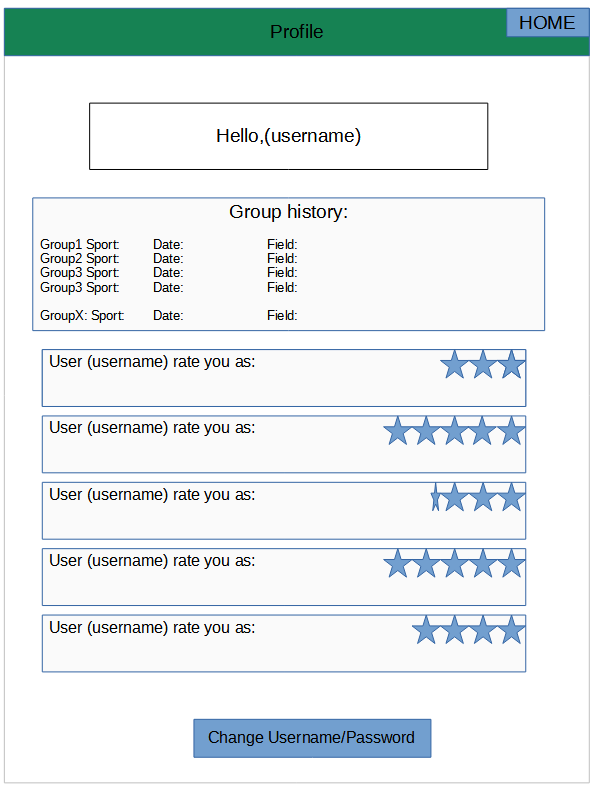 Profile
HOME
Hello,(username)
Group history:
Group1 Sport: Date: Field:
Group2 Sport: Date: Field:
Group3 Sport: Date: Field:
Group3 Sport: Date: Field:
GroupX: Sport: Date: Field:
User (username) rate you as:
User (username) rate you as:
User (username) rate you as:
User (username) rate you as:
User (username) rate you as:
Change Username/Password